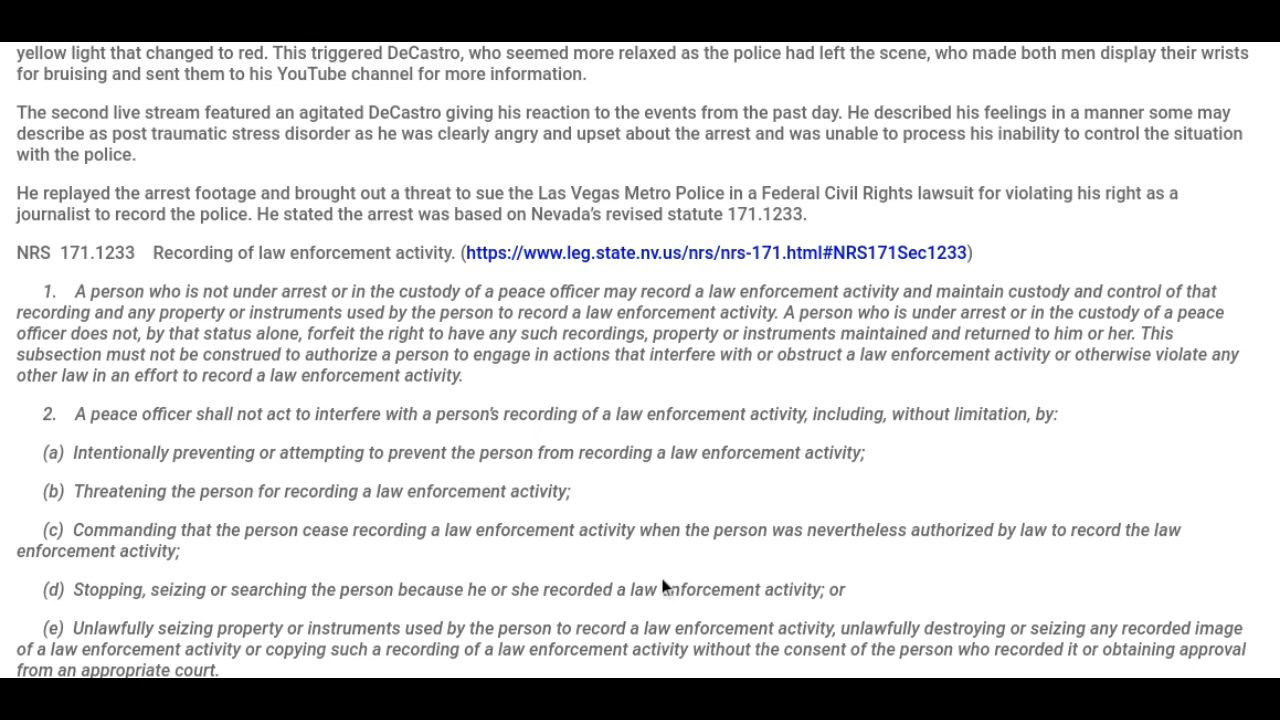 yellow light that changed to red. This triggered DeCastro, who seemed more relaxed as the police had left the scene, who made both men display their wrists
for bruising and sent them to his YouTube channel for more information.
The second live stream featured an agitated DeCastro giving his reaction to the events from the past day. He described his feelings in a manner some may
describe as post traumatic stress disorder as he was clearly angry and upset about the arrest and was unable to process his inability to control the situation
with the police.
He replayed the arrest footage and brought out a threat to sue the Las Vegas Metro Police in a Federal Civil Rights lawsuit for violating his right as a
journalist to record the police. He stated the arrest was based on Nevada's revised statute 171.1233.
NRS 171.1233 Recording of law enforcement activity. (https://www.leg.state.nv.us/nrs/nrs-171.html#NRS171Sec1233)
1. A person who is not under arrest or in the custody of a peace officer may record a law enforcement activity and maintain custody and control of that
recording and any property or instruments used by the person to record a law enforcement activity. A person who is under arrest or in the custody of a peace
officer does not, by that status alone, forfeit the right to have any such recordings, property or instruments maintained and returned to him or her. This
subsection must not be construed to authorize a person to engage in actions that interfere with or obstruct a law enforcement activity or otherwise violate any
other law in an effort to record a law enforcement activity.
2. A peace officer shall not act to interfere with a person's recording of a law enforcement activity, including, without limitation, by:
(a) Intentionally preventing or attempting to prevent the person from recording a law enforcement activity;
(b) Threatening the person for recording a law enforcement activity;
(c) Commanding that the person cease recording a law enforcement activity when the person was nevertheless authorized by law to record the law
enforcement activity;
(d) Stopping, seizing or searching the person because he or she recorded a law enforcement activity; or
(e) Unlawfully seizing property or instruments used by the person to record a law enforcement activity, unlawfully destroying or seizing any recorded image
of a law enforcement activity or copying such a recording of a law enforcement activity without the consent of the person who recorded it or obtaining approval
from an appropriate court.